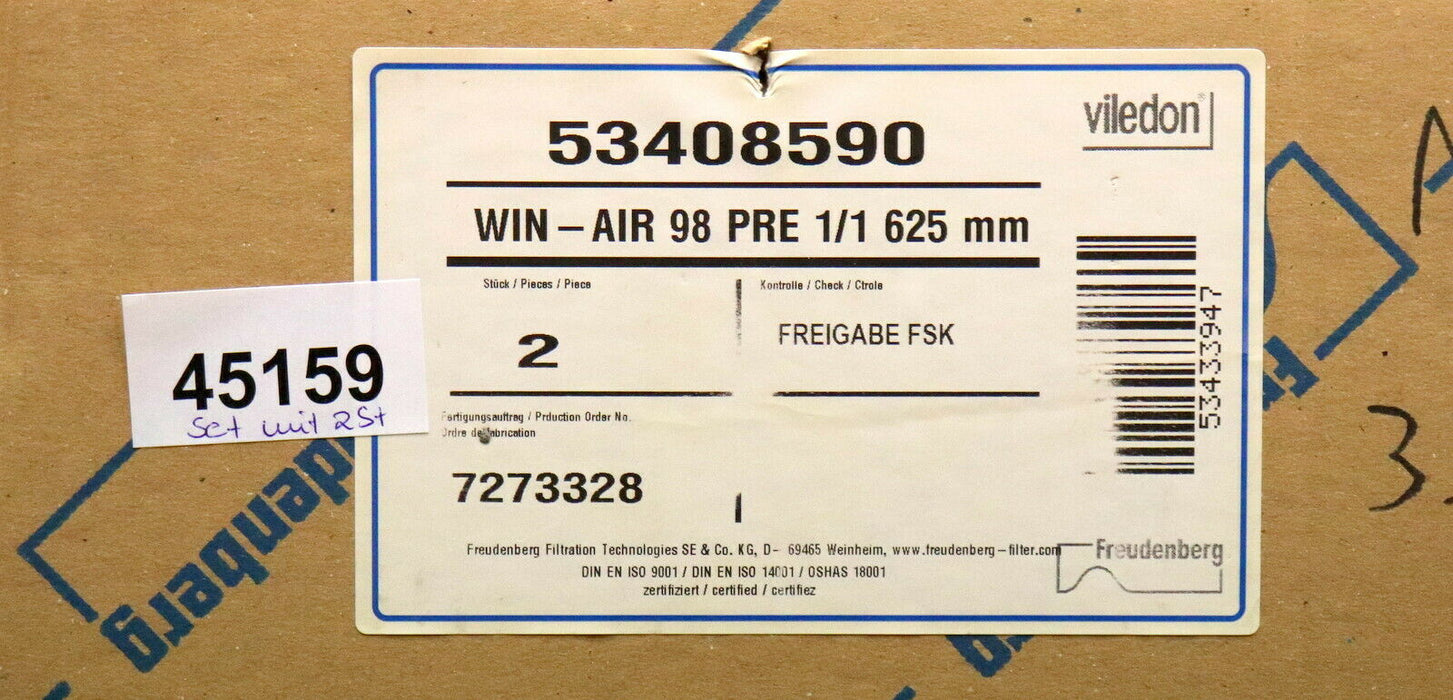 53408590
viledon®
WIN – AIR 98 PRE 1/1 625 mm
Stück / Pieces / Piece
Kontrolle / Check / Ctrole
2
FREIGABE FSK
Fertigungsauftrag / Prduction Order No.
Ordre de fabrication
7273328
53433947
Freudenberg Filtration Technologies SE & Co. KG, D- 69465 Weinheim, www.freudenberg – filter.com
DIN EN ISO 9001 / DIN EN ISO 14001 / OSHAS 18001
zertifiziert / certified / certifiez
Freudenberg
45159
Set mit 2St
denberg
Fr
A
3.